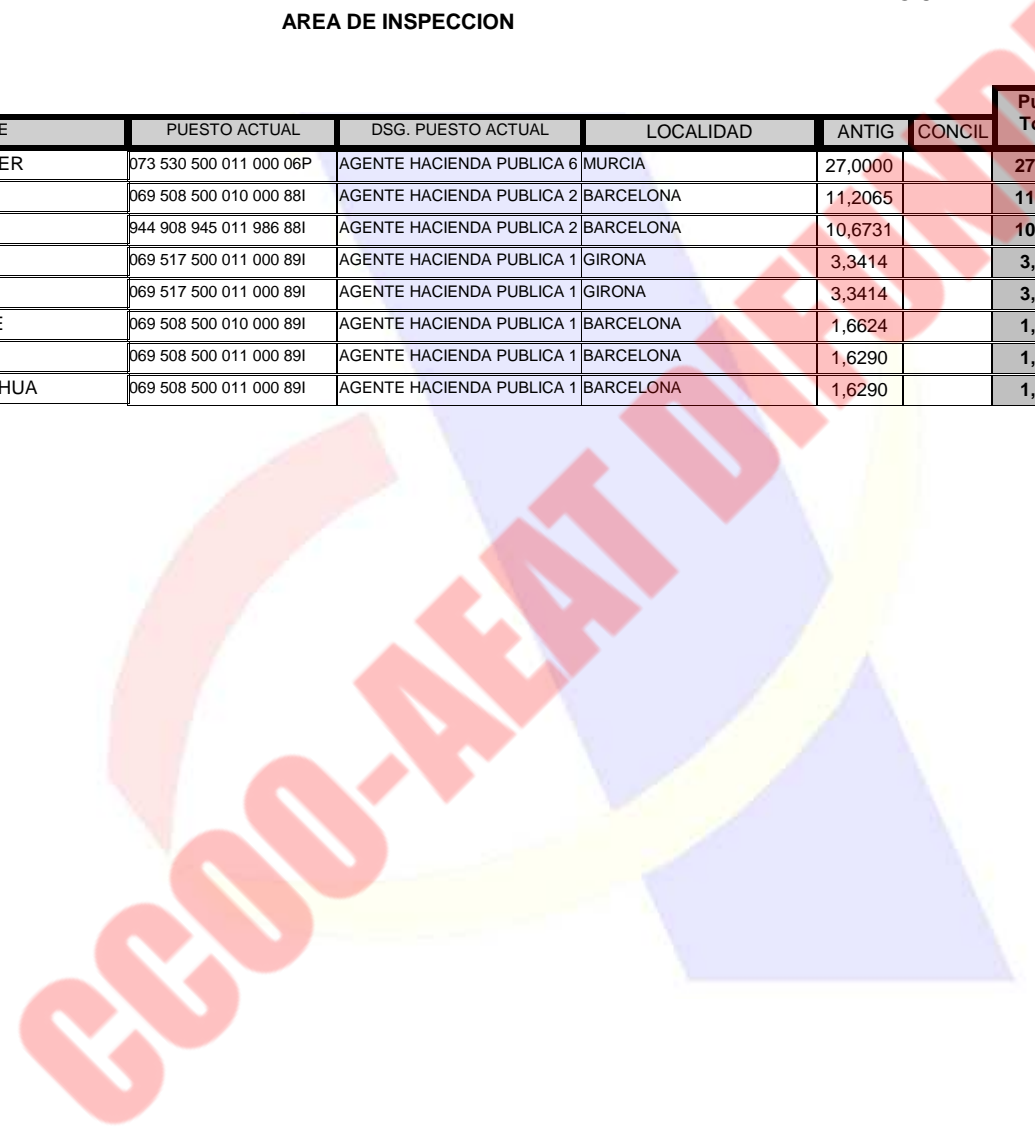 AREA DE INSPECCION
PUESTO ACTUAL DSG. PUESTO ACTUAL LOCALIDAD ANTIG CONCIL
ER 073 530 500 011 000 06P AGENTE HACIENDA PUBLICA 6 MURCIA 27,0000 27
069 508 500 010 000 88I AGENTE HACIENDA PUBLICA 2 BARCELONA 11,2065 11
944 908 945 011 986 88I AGENTE HACIENDA PUBLICA 2 BARCELONA 10,6731 10
069 517 500 011 000 89I AGENTE HACIENDA PUBLICA 1 GIRONA 3,3414 3,
069 517 500 011 000 89I AGENTE HACIENDA PUBLICA 1 GIRONA 3,3414 3,
E 069 508 500 010 000 89I AGENTE HACIENDA PUBLICA 1 BARCELONA 1,6624 1,
069 508 500 011 000 89I AGENTE HACIENDA PUBLICA 1 BARCELONA 1,6290 1,
HUA 069 508 500 011 000 89I AGENTE HACIENDA PUBLICA 1 BARCELONA 1,6290 1,
CCOO-AEAT DIFUND